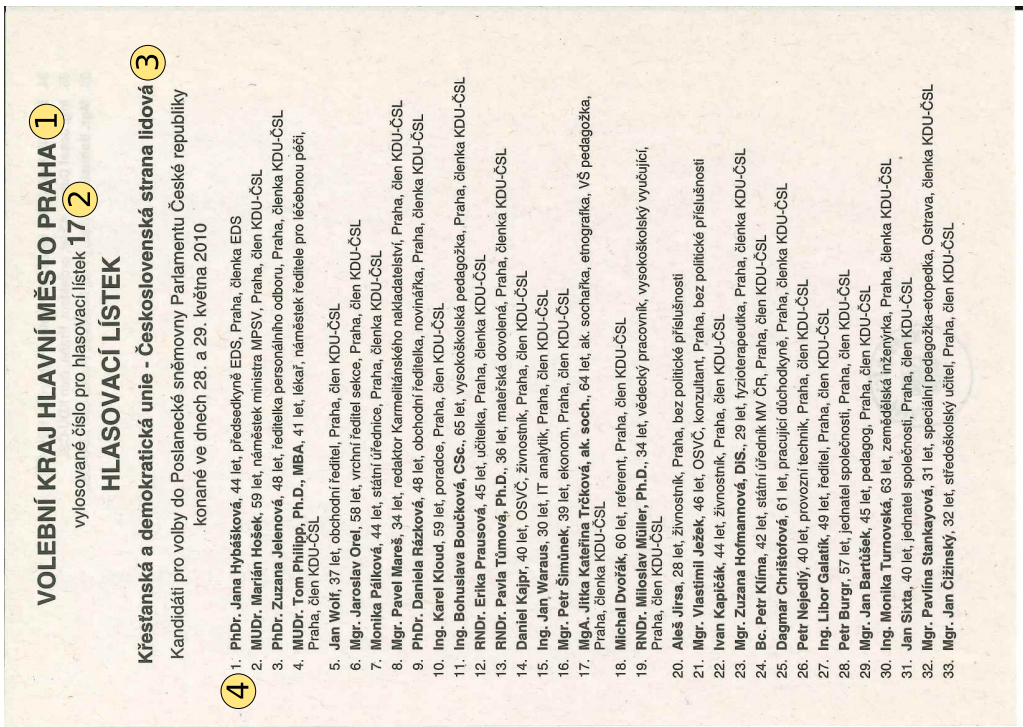 VOLEBNÍ KRAJ HLAVNÍ MĚSTO PRAHA 1
vylosované číslo pro hlasovací lístek 17 2
HLASOVACÍ LÍSTEK
Křesťanská a demokratická unie - Československá strana lidová 3
Kandidáti pro volby do Poslanecké sněmovny Parlamentu České republiky
konané ve dnech 28. a 29. května 2010
4
1. PhDr. Jana Hybášková, 44 let, předsedkyně EDS, Praha, členka EDS
2. MUDr. Marián Hošek, 59 let, náměstek ministra MPSV, Praha, člen KDU-ČSL
3. PhDr. Zuzana Jelenová, 48 let, ředitelka personálního odboru, Praha, členka KDU-ČSL
4. MUDr. Tom Philipp, Ph.D., MBA, 41 let, lékař, náměstek ředitele pro léčebnou péči,
Praha, člen KDU-ČSL
5. Jan Wolf, 37 let, obchodní ředitel, Praha, člen KDU-ČSL
6. Mgr. Jaroslav Orel, 58 let, vrchní ředitel sekce, Praha, člen KDU-ČSL
7. Monika Pálková, 44 let, státní úřednice, Praha, členka KDU-ČSL
8. Mgr. Pavel Mareš, 34 let, redaktor Karmelitánského nakladatelství, Praha, člen KDU-ČSL
9. PhDr. Daniela Rázková, 48 let, obchodní ředitelka, novinářka, Praha, členka KDU-ČSL
10. Ing. Karel Kloud, 59 let, poradce, Praha, člen KDU-ČSL
11. Ing. Bohuslava Boučková, CSc., 65 let, vysokoškolská pedagožka, Praha, členka KDU-ČSL
12. RNDr. Erika Prausová, 45 let, učitelka, Praha, členka KDU-ČSL
13. RNDr. Pavla Tůmová, Ph.D., 36 let, mateřská dovolená, Praha, členka KDU-ČSL
14. Daniel Kajpr, 40 let, OSVČ, živnostník, Praha, člen KDU-ČSL
15. Ing. Jan Waraus, 30 let, IT analytik, Praha, člen KDU-ČSL
16. Mgr. Petr Šimůnek, 39 let, ekonom, Praha, člen KDU-ČSL
17. MgA. Jitka Kateřina Trčková, ak. soch., 64 let, ak. sochařka, etnografka, VŠ pedagožka,
Praha, členka KDU-ČSL
18. Michal Dvořák, 60 let, referent, Praha, člen KDU-ČSL
19. RNDr. Miloslav Müller, Ph.D., 34 let, vědecký pracovník, vysokoškolský vyučující,
Praha, člen KDU-ČSL
20. Aleš Jirsa, 28 let, živnostník, Praha, bez politické příslušnosti
21. Mgr. Vlastimil Ježek, 46 let, OSVČ, konzultant, Praha, bez politické příslušnosti
22. Ivan Kapičák, 44 let, živnostník, Praha, člen KDU-ČSL
23. Mgr. Zuzana Hofmannová, DiS., 29 let, fyzioterapeutka, Praha, členka KDU-ČSL
24. Bc. Petr Klíma, 42 let, státní úředník MV ČR, Praha, člen KDU-ČSL
25. Dagmar Chrištofová, 61 let, pracující důchodkyně, Praha, členka KDU-ČSL
26. Petr Nejedlý, 40 let, provozní technik, Praha, člen KDU-ČSL
27. Ing. Libor Galatík, 49 let, ředitel, Praha, člen KDU-ČSL
28. Petr Burgr, 57 let, jednatel společnosti, Praha, člen KDU-ČSL
29. Mgr. Jan Bartůšek, 45 let, pedagog, Praha, člen KDU-ČSL
30. Ing. Monika Turnovská, 63 let, zemědělská inženýrka, Praha, členka KDU-ČSL
31. Jan Sixta, 40 let, jednatel společnosti, Praha, člen KDU-ČSL
32. Mgr. Pavlína Stankayová, 31 let, speciální pedagožka-etopedka, Ostrava, členka KDU-ČSL
33. Mgr. Jan Čižinský, 32 let, středoškolský učitel, Praha, člen KDU-ČSL